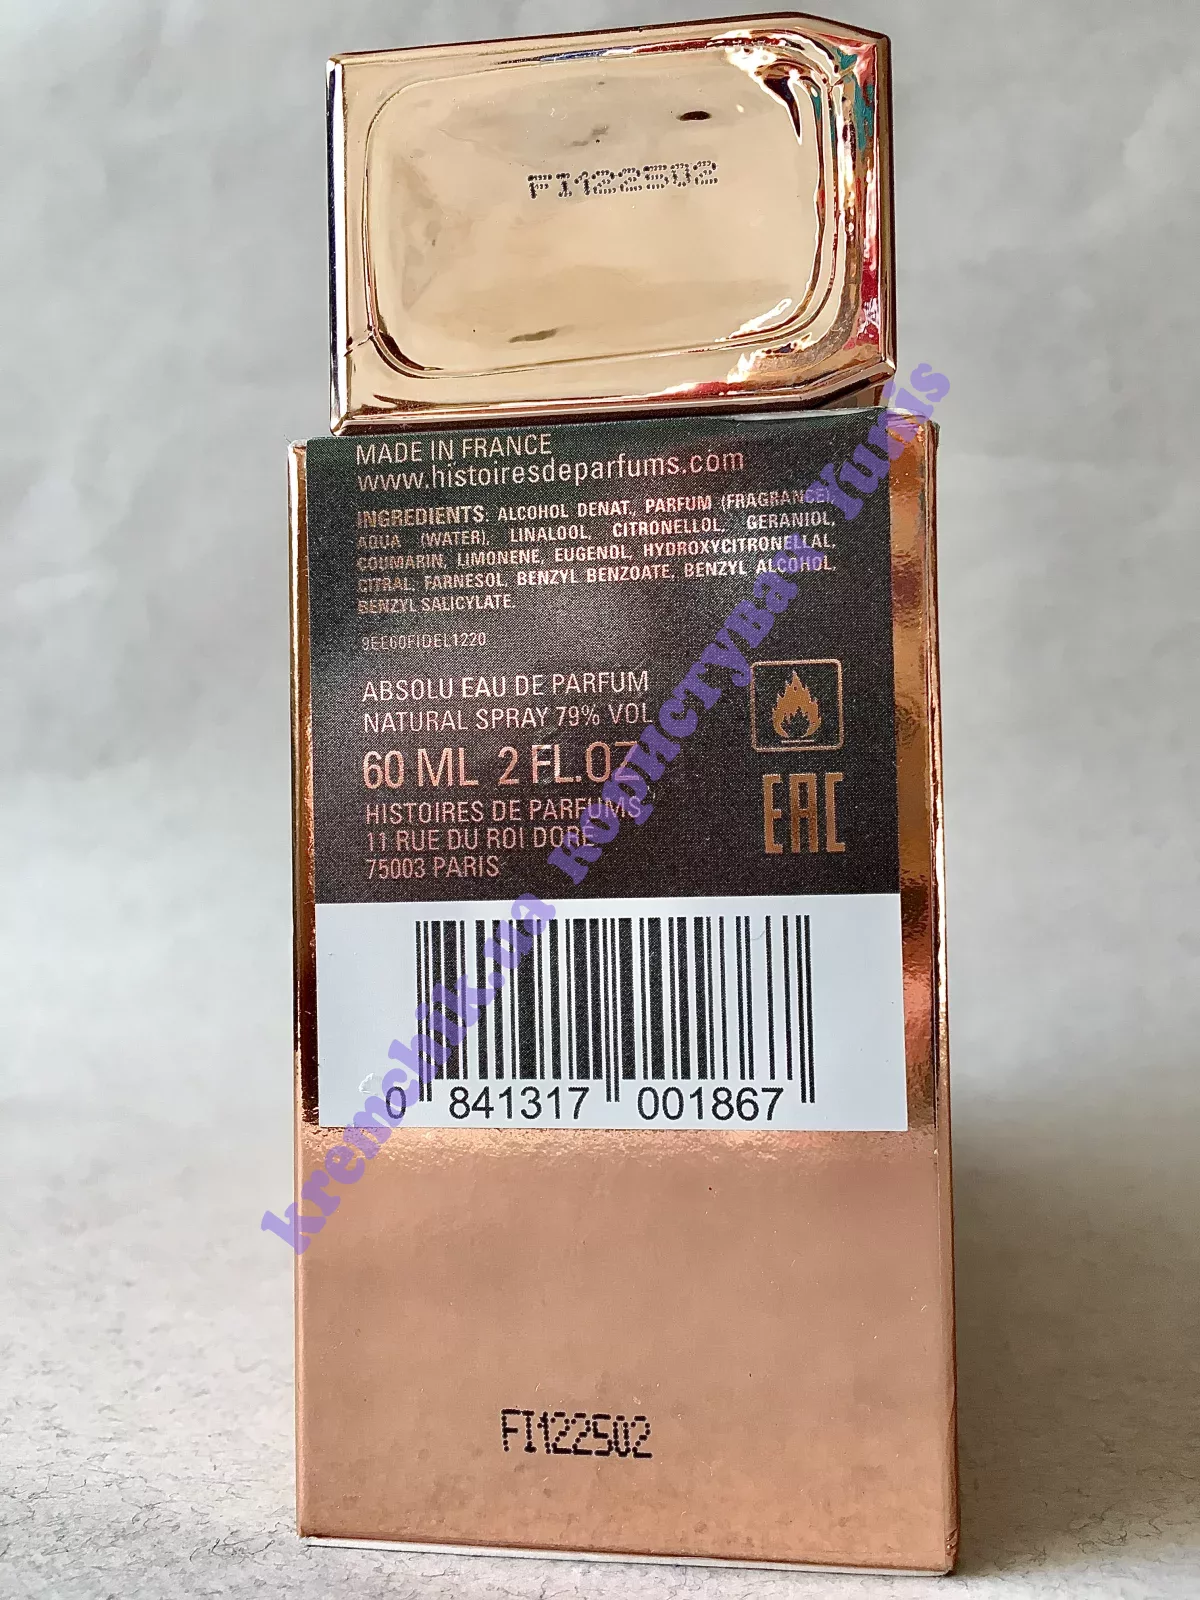 FI122502
MADE IN FRANCE
www.histoiresdeparfums.com
INGREDIENTS. ALCOHOL DENAT, PARFUM (FRAGRANCE),
AQUA (WATER), LINALOOL, CITRONELLOL, GERANIOL,
COUMARIN, LIMONENE, EUGENOL, HYDROXYCITRONELLAL,
CITRAL, FARNESOL, BENZYL BENZOATE, BENZYL ALCOHOL,
BENZYL SALICYLATE.
ABSOLU EAU DE PARFUM
NATURAL SPRAY 79% VOL
60 ML 2 FL.OZ
HISTOIRES DE PARFUMS
11 RUE DU ROI DORÉ
75003 PARIS
EAC
0 841317 001867
FI122502
kremchik.ua користувач Yunis